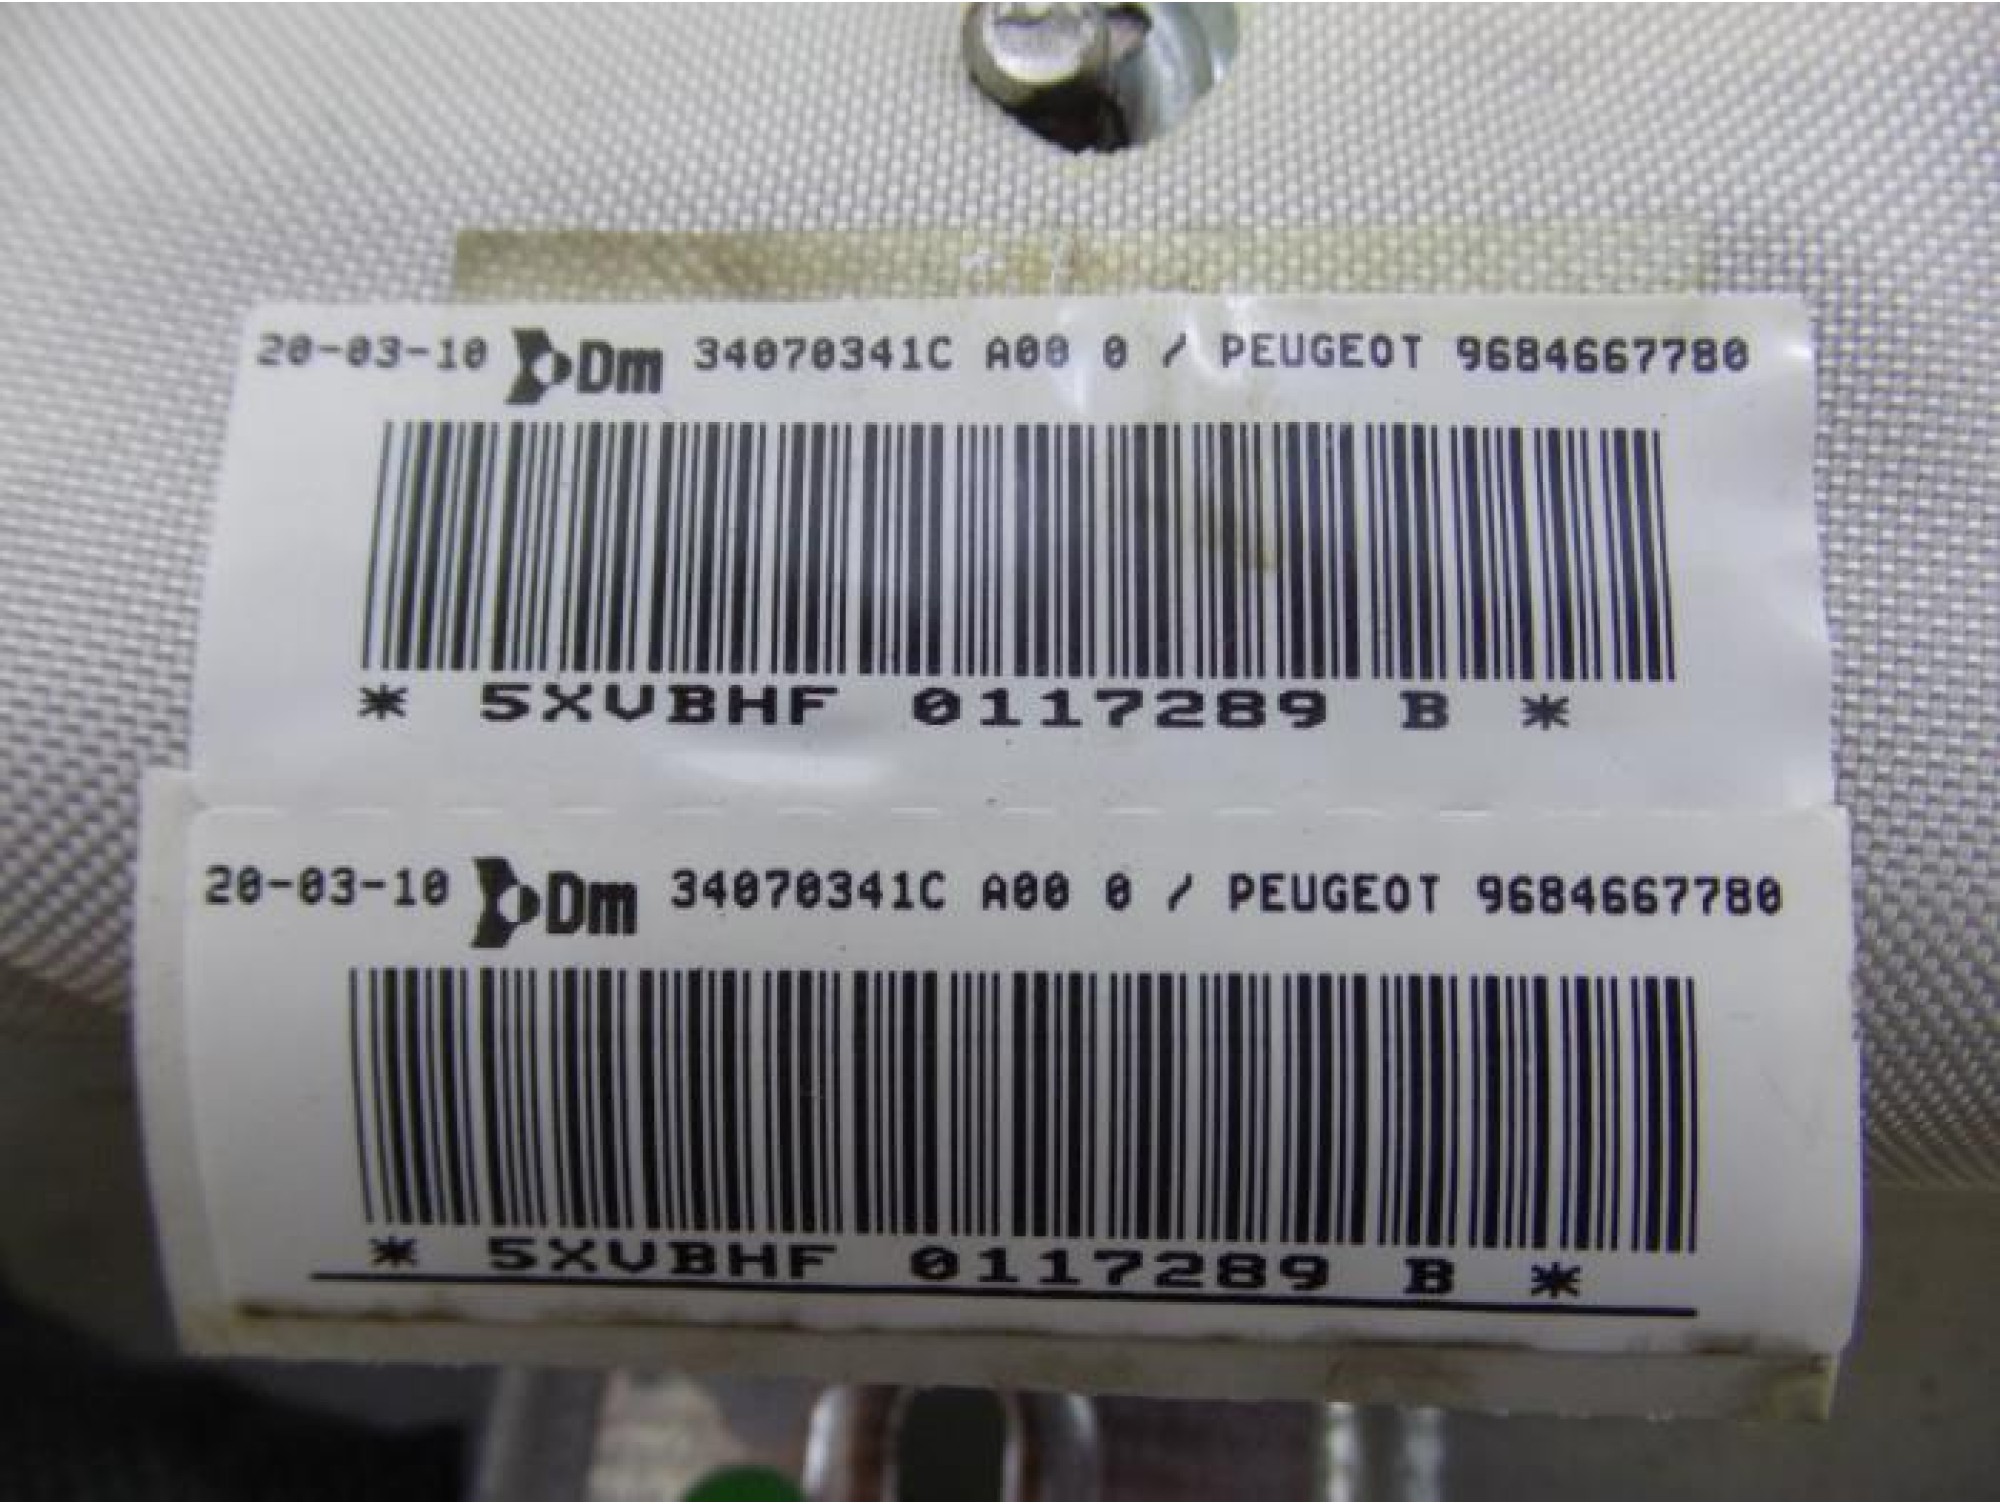 20-03-10 Dm 34070341C A00 0 / PEUGEOT 9684667780
* 5XVBHF 0117289 B *
20-03-10 Dm 34070341C A00 0 / PEUGEOT 9684667780
* 5XVBHF 0117289 B *